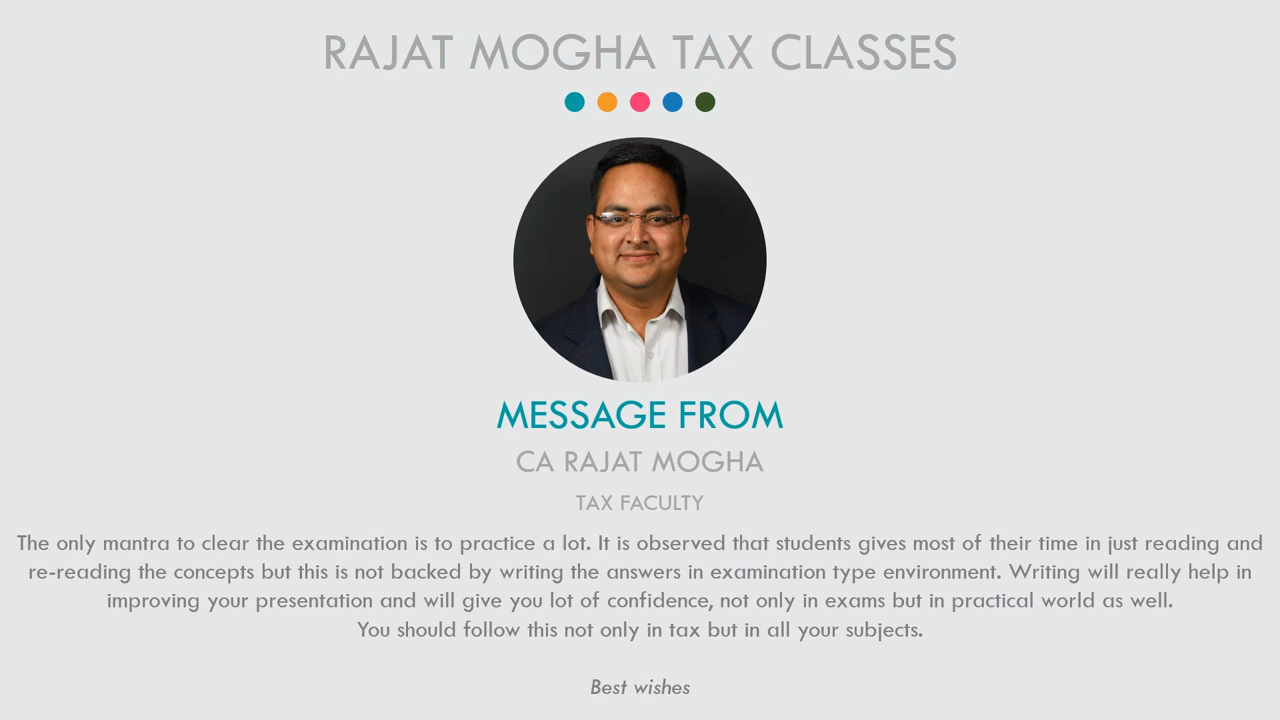 RAJAT MOGHA TAX CLASSES
MESSAGE FROM
CA RAJAT MOGHA
TAX FACULTY
The only mantra to clear the examination is to practice a lot. It is observed that students gives most of their time in just reading and
re-reading the concepts but this is not backed by writing the answers in examination type environment. Writing will really help in
improving your presentation and will give you lot of confidence, not only in exams but in practical world as well.
You should follow this not only in tax but in all your subjects.
Best wishes